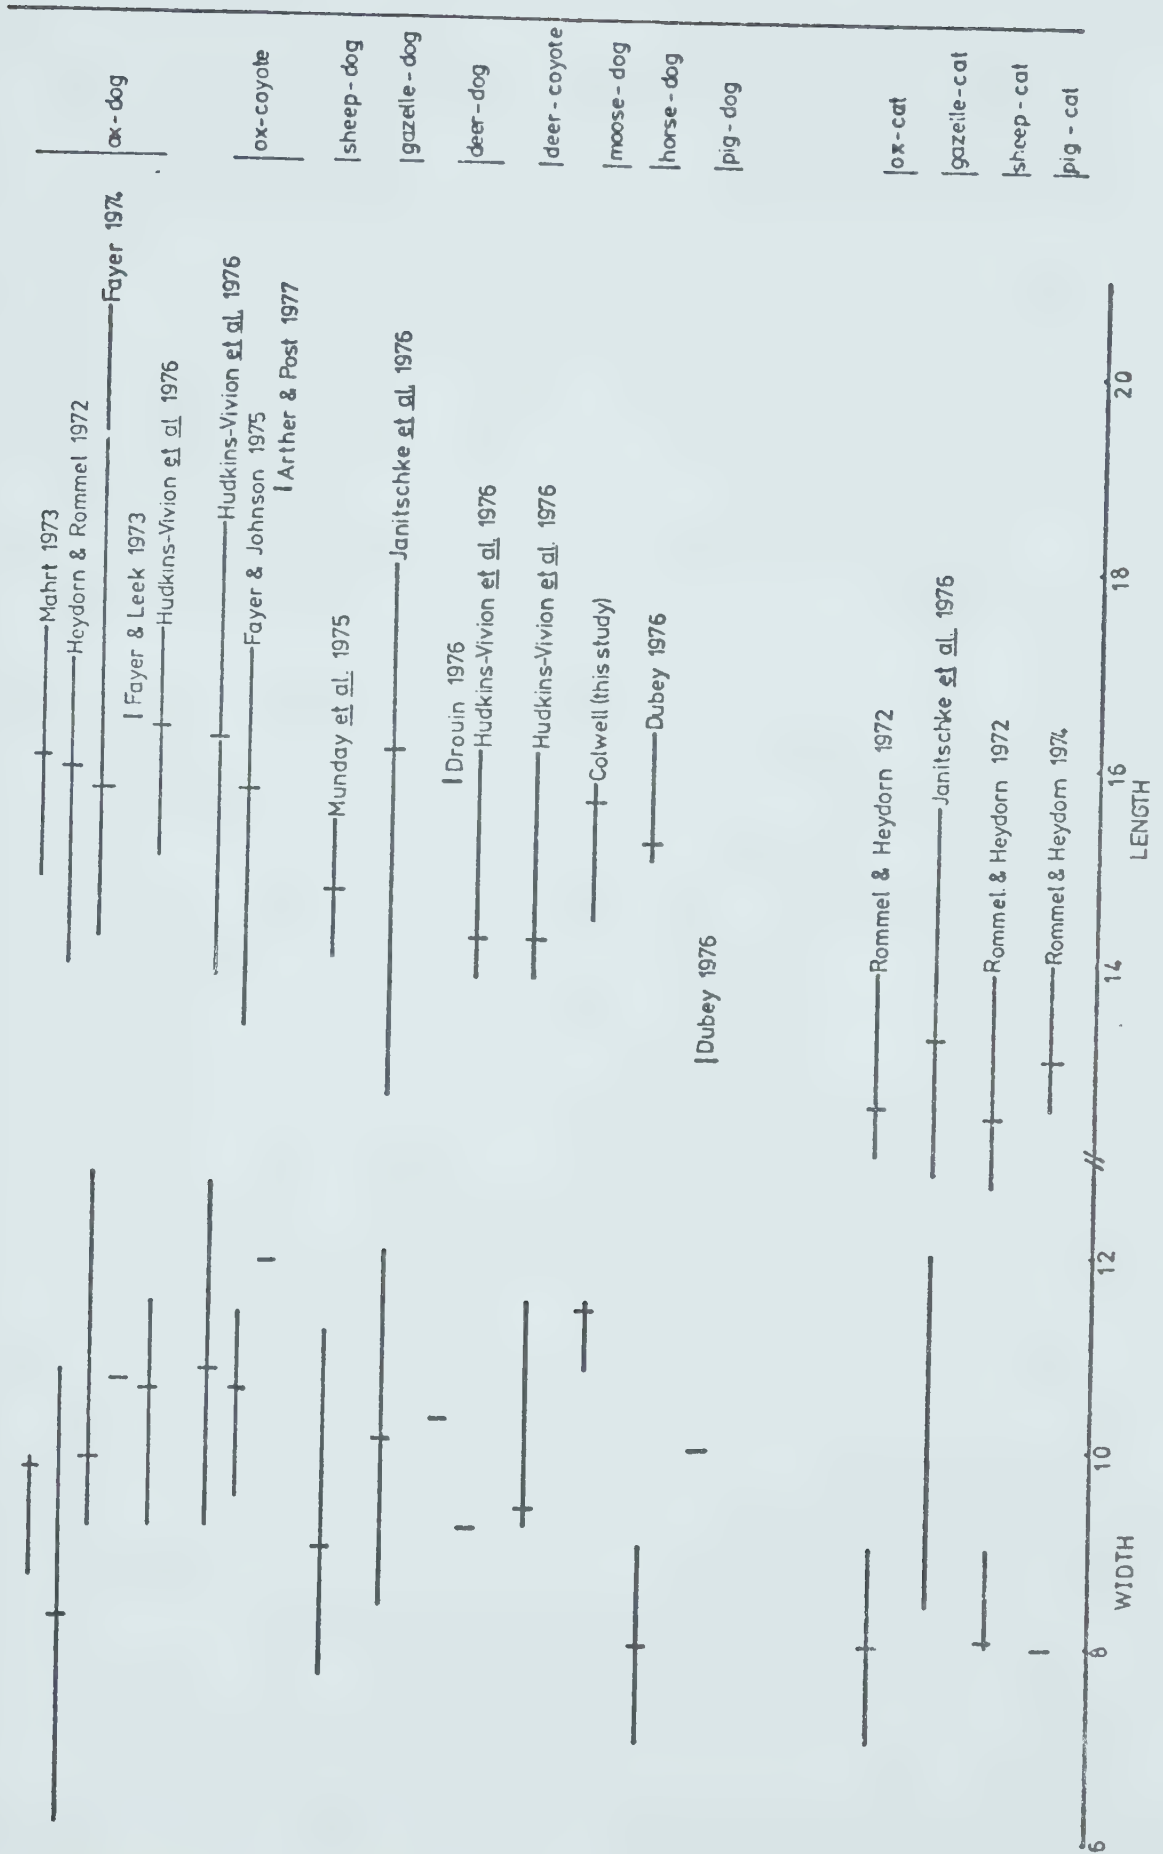 Mahrt 1973
Heydorn & Rommel 1972
Fayer 1974
Fayer & Leek 1973
Hudkins-Vivion et al 1976
ox-dog
Hudkins-Vivion et al. 1976
Fayer & Johnson 1975
Arther & Post 1977
ox-coyote
Munday et al. 1975
sheep-dog
Janitschke et al. 1976
gazelle-dog
Drouin 1976
Hudkins-Vivion et al. 1976
deer-dog
Hudkins-Vivion et al. 1976
deer-coyote
Colwell (this study)
moose-dog
Dubey 1976
horse-dog
Dubey 1976
pig-dog
Rommel & Heydorn 1972
ox-cat
Janitschke et al. 1976
gazelle-cat
Rommel & Heydorn 1972
sheep-cat
Rommel & Heydorn 1974
pig-cat
6 8 10 12 14 16 18 20
WIDTH LENGTH